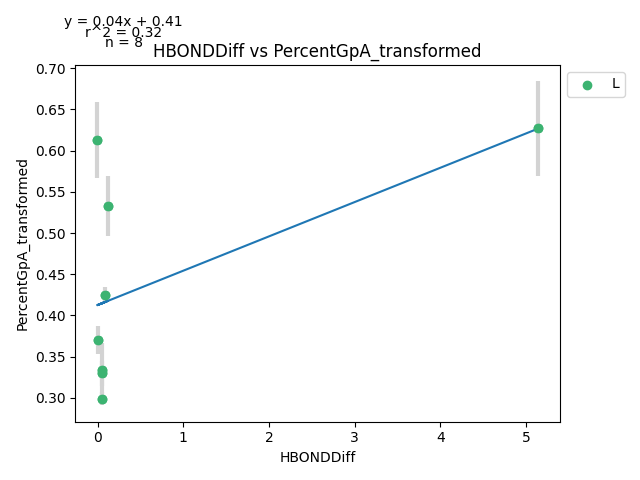 y = 0.04x + 0.41
r^2 = 0.32
n = 8
HBONDDiff vs PercentGpA_transformed
L
PercentGpA_transformed
0.70
0.65
0.60
0.55
0.50
0.45
0.40
0.35
0.30
0 1 2 3 4 5
HBONDDiff